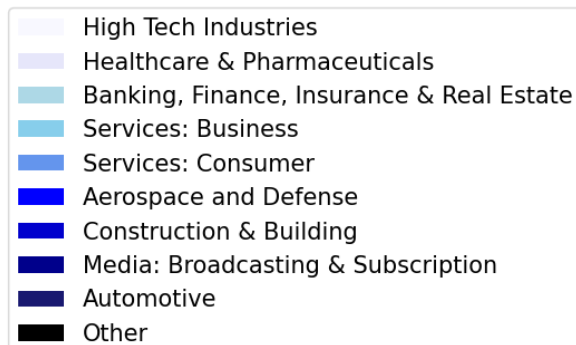 High Tech Industries
Healthcare & Pharmaceuticals
Banking, Finance, Insurance & Real Estate
Services: Business
Services: Consumer
Aerospace and Defense
Construction & Building
Media: Broadcasting & Subscription
Automotive
Other